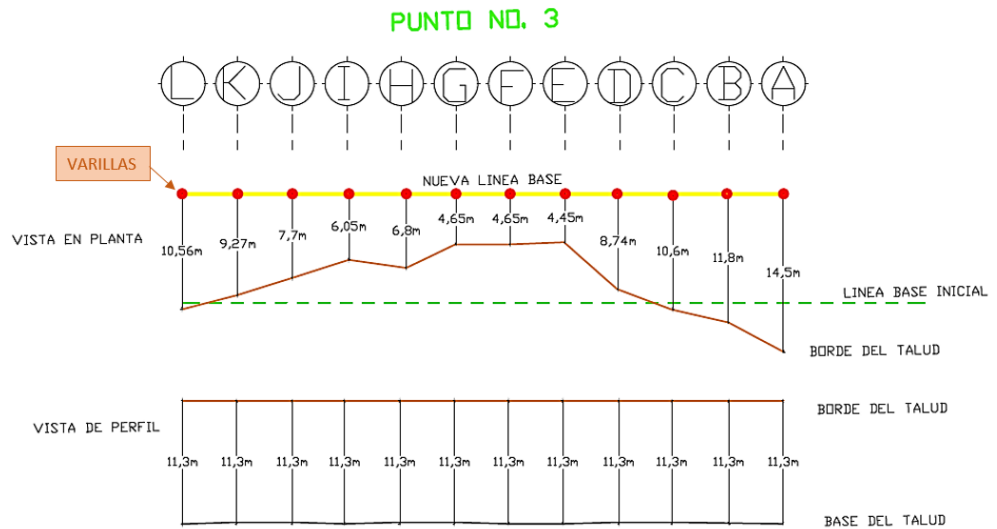 PUNTO NO. 3
L K J I H G F E D C B A
VARILLAS
NUEVA LINEA BASE
VISTA EN PLANTA
10,56m 9,27m 7,7m 6,05m 6,8m 4,65m 4,65m 4,45m 8,74m 10,6m 11,8m 14,5m
LINEA BASE INICIAL
BORDE DEL TALUD
BORDE DEL TALUD
VISTA DE PERFIL
11,3m 11,3m 11,3m 11,3m 11,3m 11,3m 11,3m 11,3m 11,3m 11,3m 11,3m 11,3m
BASE DEL TALUD